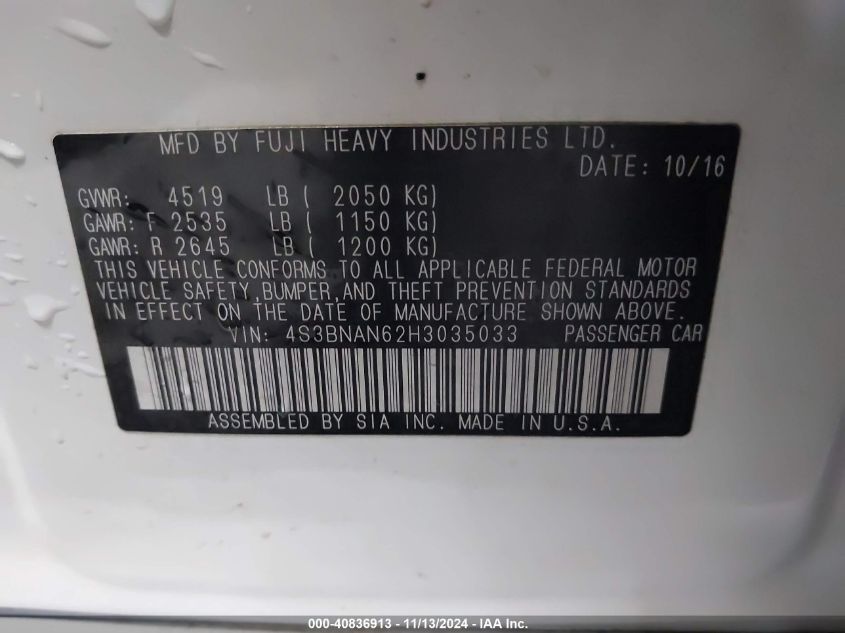 MFD BY FUJI HEAVY INDUSTRIES LTD.
DATE: 10/16
GVWR: 4519 LB ( 2050 KG)
GAWR: F 2535 LB ( 1150 KG)
GAWR: R 2645 LB ( 1200 KG)
THIS VEHICLE CONFORMS TO ALL APPLICABLE FEDERAL MOTOR
VEHICLE SAFETY,BUMPER,AND THEFT PREVENTION STANDARDS
IN EFFECT ON THE DATE OF MANUFACTURE SHOWN ABOVE.
VIN: 4S3BNAN62H3035033 PASSENGER CAR
ASSEMBLED BY SIA INC. MADE IN U.S.A.
000-40836913 - 11/13/2024 - IAA Inc.